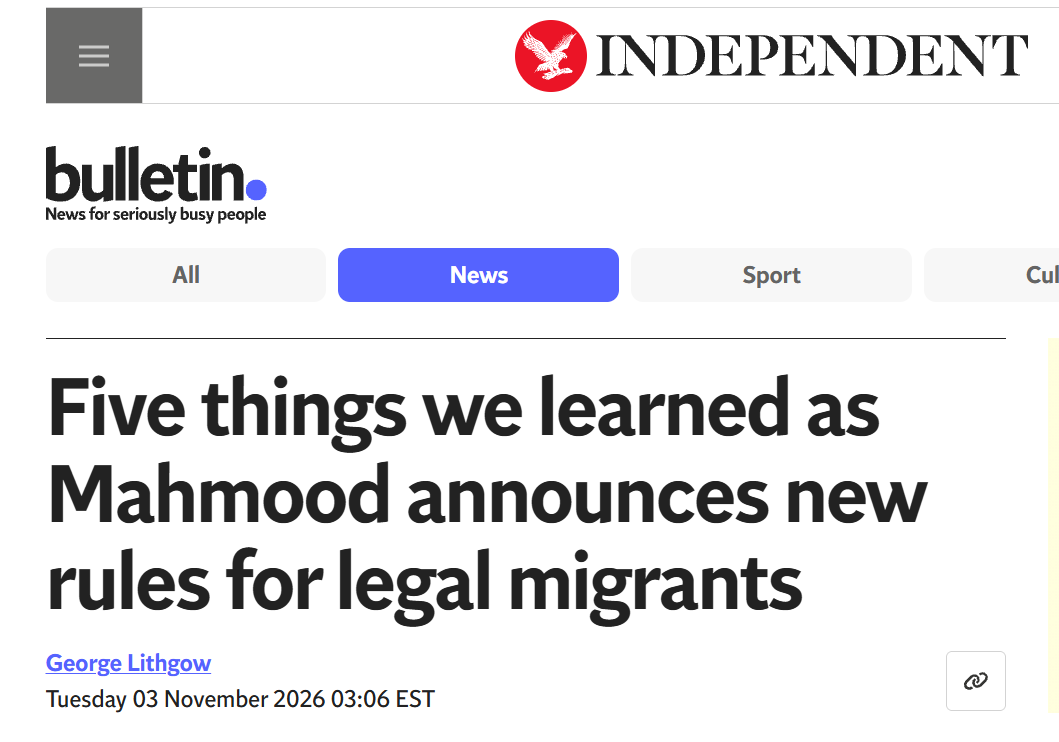 INDEPENDENT
bulletin.
News for seriously busy people
All
News
Sport
Cul
Five things we learned as
Mahmood announces new
rules for legal migrants
George Lithgow
Tuesday 03 November 2026 03:06 EST